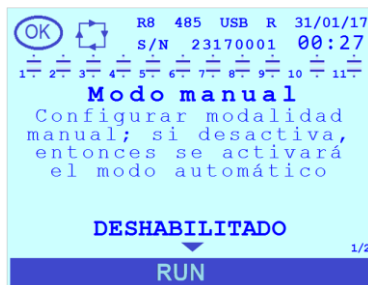 OK R8 485 USB R 31/01/17
S/N 23170001 00:27
1 2 3 4 5 6 7 8 9 10 11
Modo manual
Configurar modalidad
manual; si desactiva,
entonces se activará
el modo automático
DESHABILITADO
1/2
RUN